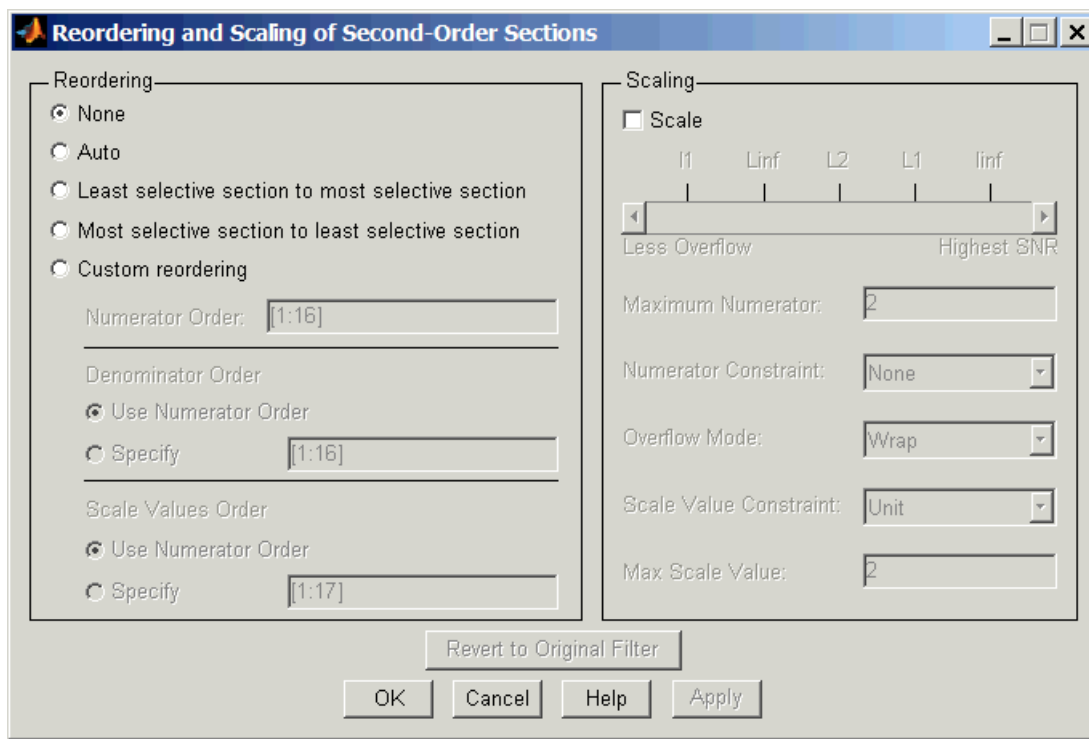 Reordering and Scaling of Second-Order Sections
Reordering
None
Auto
Least selective section to most selective section
Most selective section to least selective section
Custom reordering
Numerator Order: [1:16]
Denominator Order
Use Numerator Order
Specify [1:16]
Scale Values Order
Use Numerator Order
Specify [1:17]
Scaling
Scale
l1 Linf L2 L1 linf
Less Overflow Highest SNR
Maximum Numerator: 2
Numerator Constraint: None
Overflow Mode: Wrap
Scale Value Constraint: Unit
Max Scale Value: 2
Revert to Original Filter
OK Cancel Help Apply